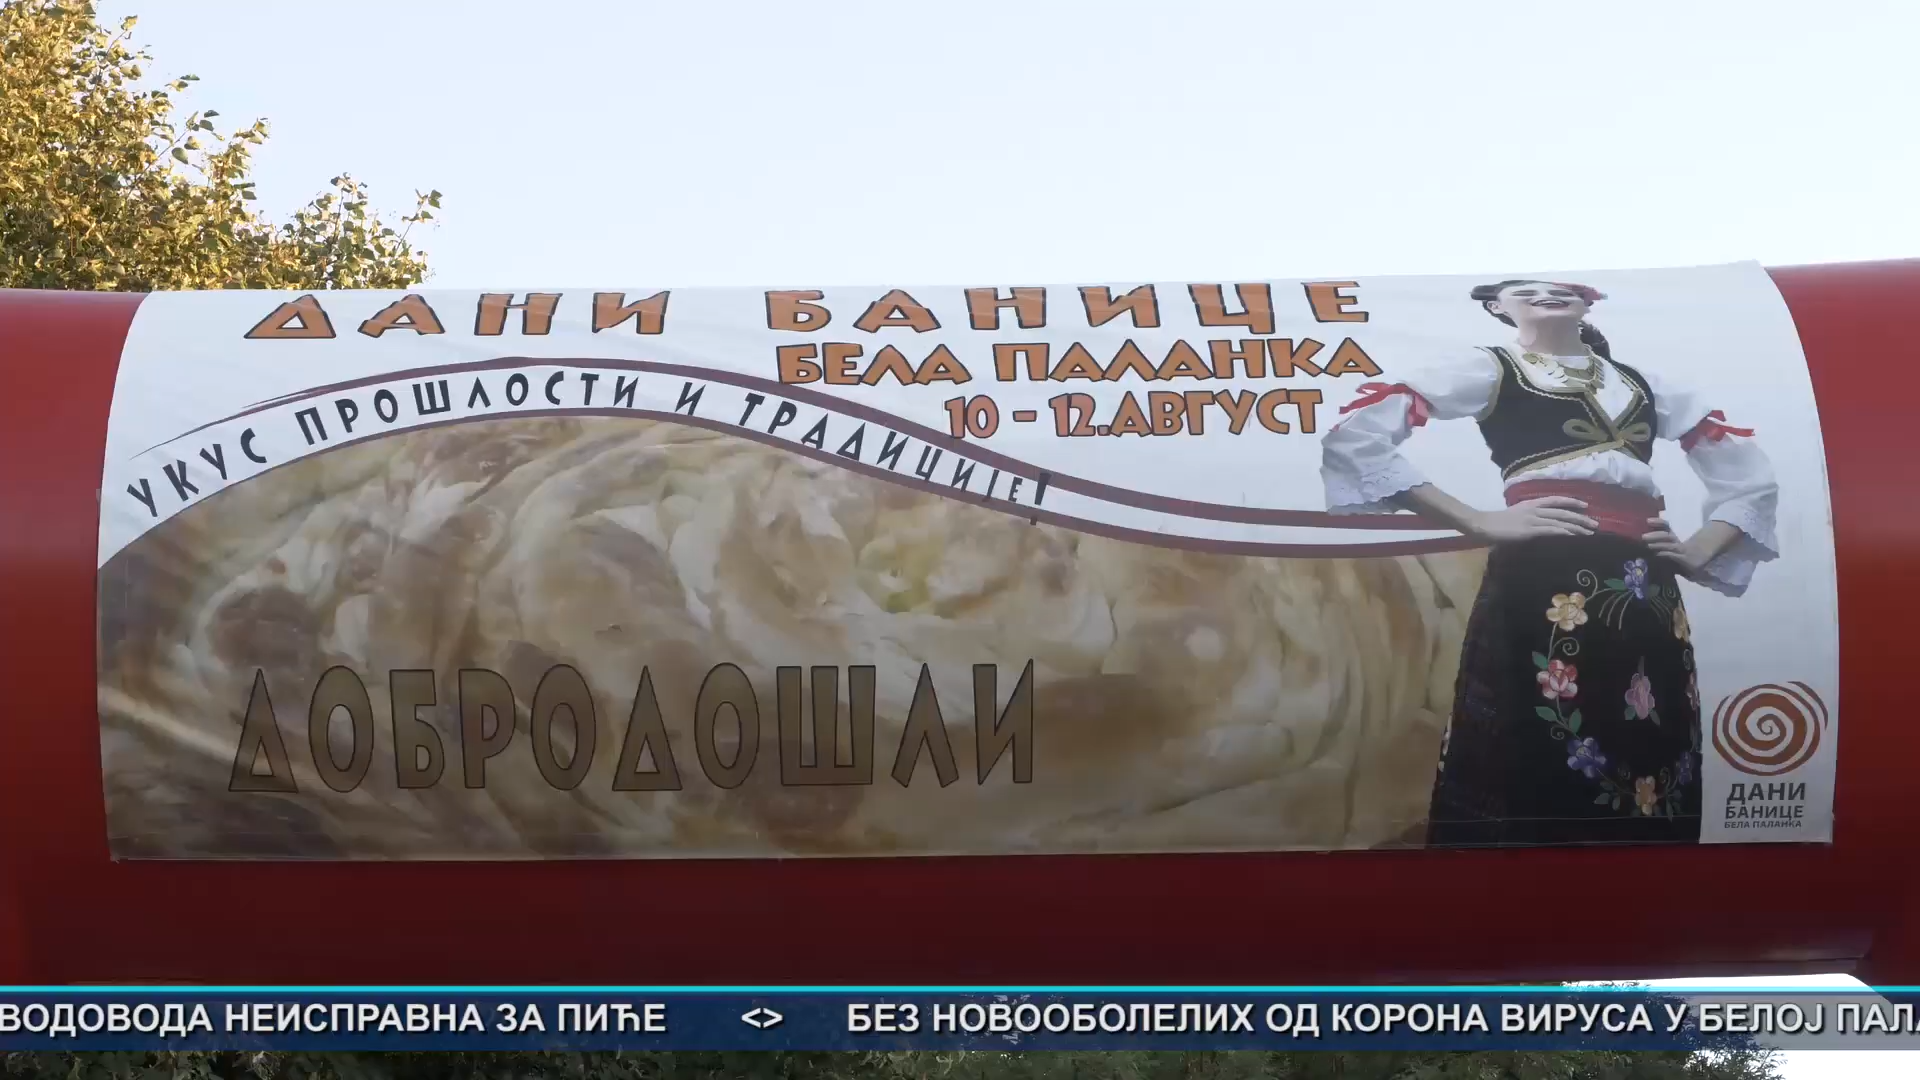 ДАНИ БАНИЦЕ
БЕЛА ПАЛАНКА
10 - 12.АВГУСТ
УКУС ПРОШЛОСТИ И ТРАДИЦИЈЕ!
ДОБРОДОШЛИ
ДАНИ
БАНИЦЕ
БЕЛА ПАЛАНКА
ВОДОВОДА НЕИСПРАВНА ЗА ПИЋЕ <> БЕЗ НОВООБОЛЕЛИХ ОД КОРОНА ВИРУСА У БЕЛОЈ ПАЛА